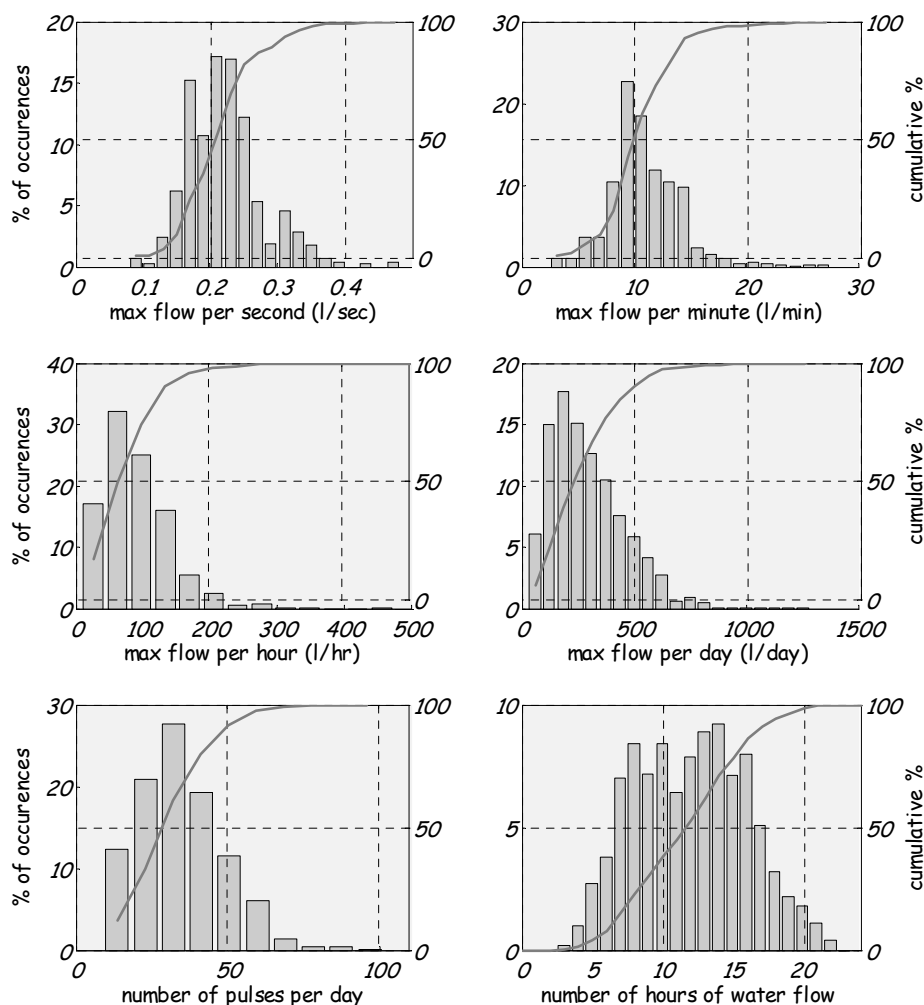 20
15
10
5
0
% of occurences
100
50
0
0 0.1 0.2 0.3 0.4
max flow per second (l/sec)
30
20
10
0
100
50
0
cumulative %
0 10 20 30
max flow per minute (l/min)
40
30
20
10
0
% of occurences
100
50
0
0 100 200 300 400 500
max flow per hour (l/hr)
20
15
10
5
0
100
50
0
cumulative %
0 500 1000 1500
max flow per day (l/day)
30
20
10
0
% of occurences
100
50
0
0 50 100
number of pulses per day
10
5
0
100
50
0
cumulative %
0 5 10 15 20
number of hours of water flow